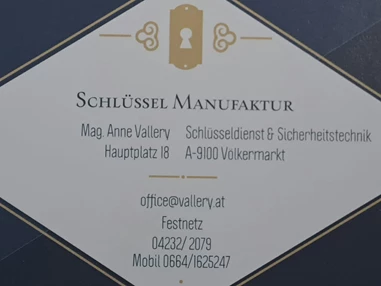 SCHLÜSSEL MANUFAKTUR
Mag. Anne Vallery Schlüsseldienst & Sicherheitstechnik
Hauptplatz 18 A-9100 Völkermarkt
office@vallery.at
Festnetz
04232/ 2079
Mobil 0664/1625247